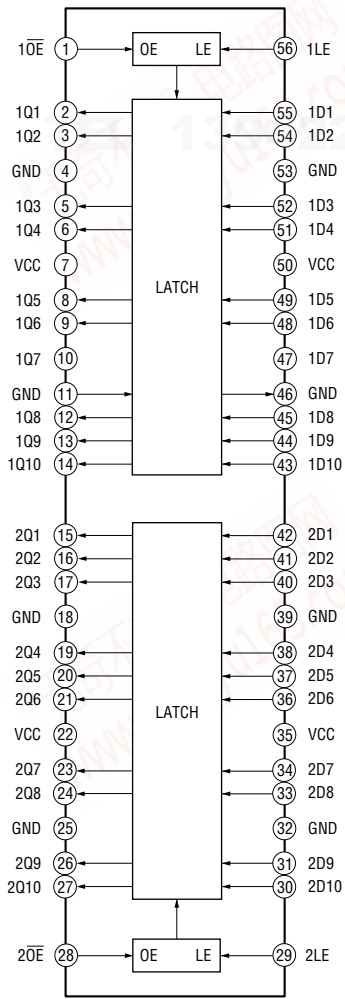 1O̅E̅ 1 OE LE 56 1LE
1Q1 2 55 1D1
1Q2 3 54 1D2
GND 4 53 GND
1Q3 5 52 1D3
1Q4 6 51 1D4
VCC 7 50 VCC
LATCH
1Q5 8 49 1D5
1Q6 9 48 1D6
1Q7 10 47 1D7
GND 11 46 GND
1Q8 12 45 1D8
1Q9 13 44 1D9
1Q10 14 43 1D10
2Q1 15 42 2D1
2Q2 16 41 2D2
2Q3 17 40 2D3
GND 18 39 GND
2Q4 19 38 2D4
2Q5 20 37 2D5
2Q6 21 36 2D6
LATCH
VCC 22 35 VCC
2Q7 23 34 2D7
2Q8 24 33 2D8
GND 25 32 GND
2Q9 26 31 2D9
2Q10 27 30 2D10
2O̅E̅ 28 OE LE 29 2LE